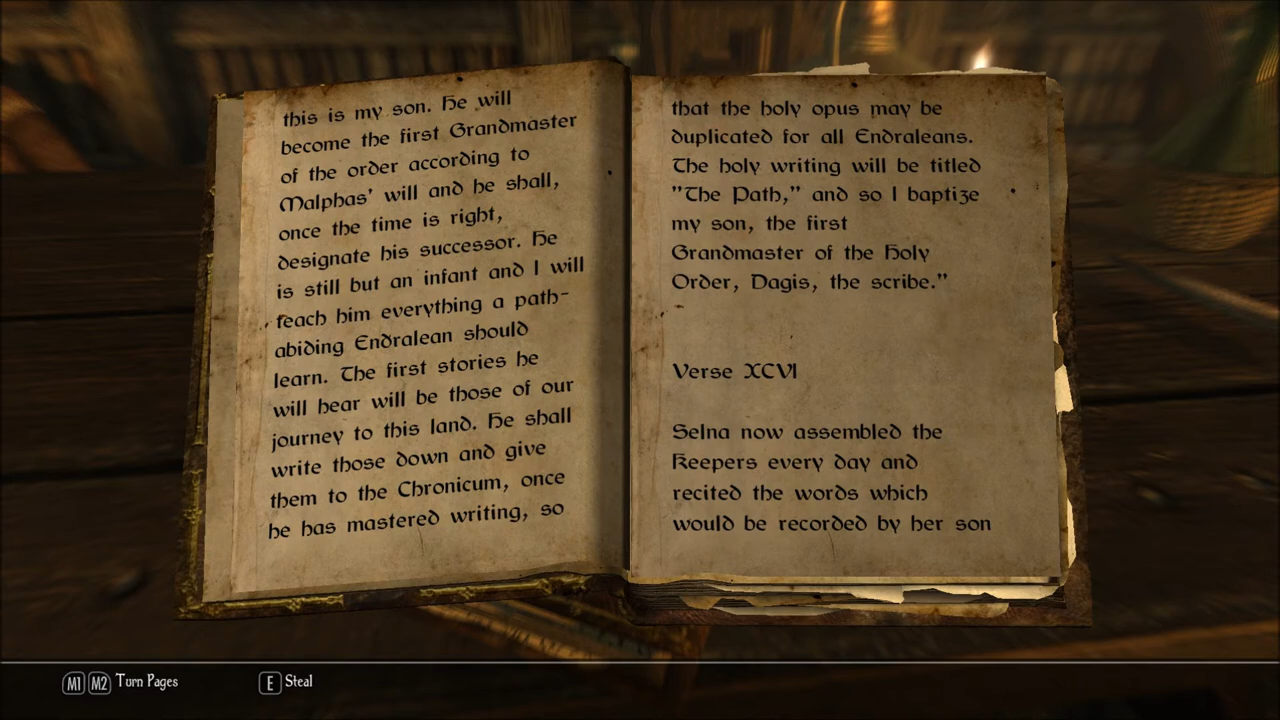 this is my son. He will
become the first Grandmaster
of the order according to
Malphas' will and he shall,
once the time is right,
designate his successor. He
is still but an infant and I will
teach him everything a path-
abiding Endralean should
learn. The first stories he
will hear will be those of our
journey to this land. He shall
write those down and give
them to the Chronicum, once
he has mastered writing, so
that the holy opus may be
duplicated for all Endraleans.
The holy writing will be titled
"The Path," and so I baptize
my son, the first
Grandmaster of the Holy
Order, Dagis, the scribe."
Verse XCVI
Selna now assembled the
Keepers every day and
recited the words which
would be recorded by her son
M1 M2 Turn Pages
E Steal